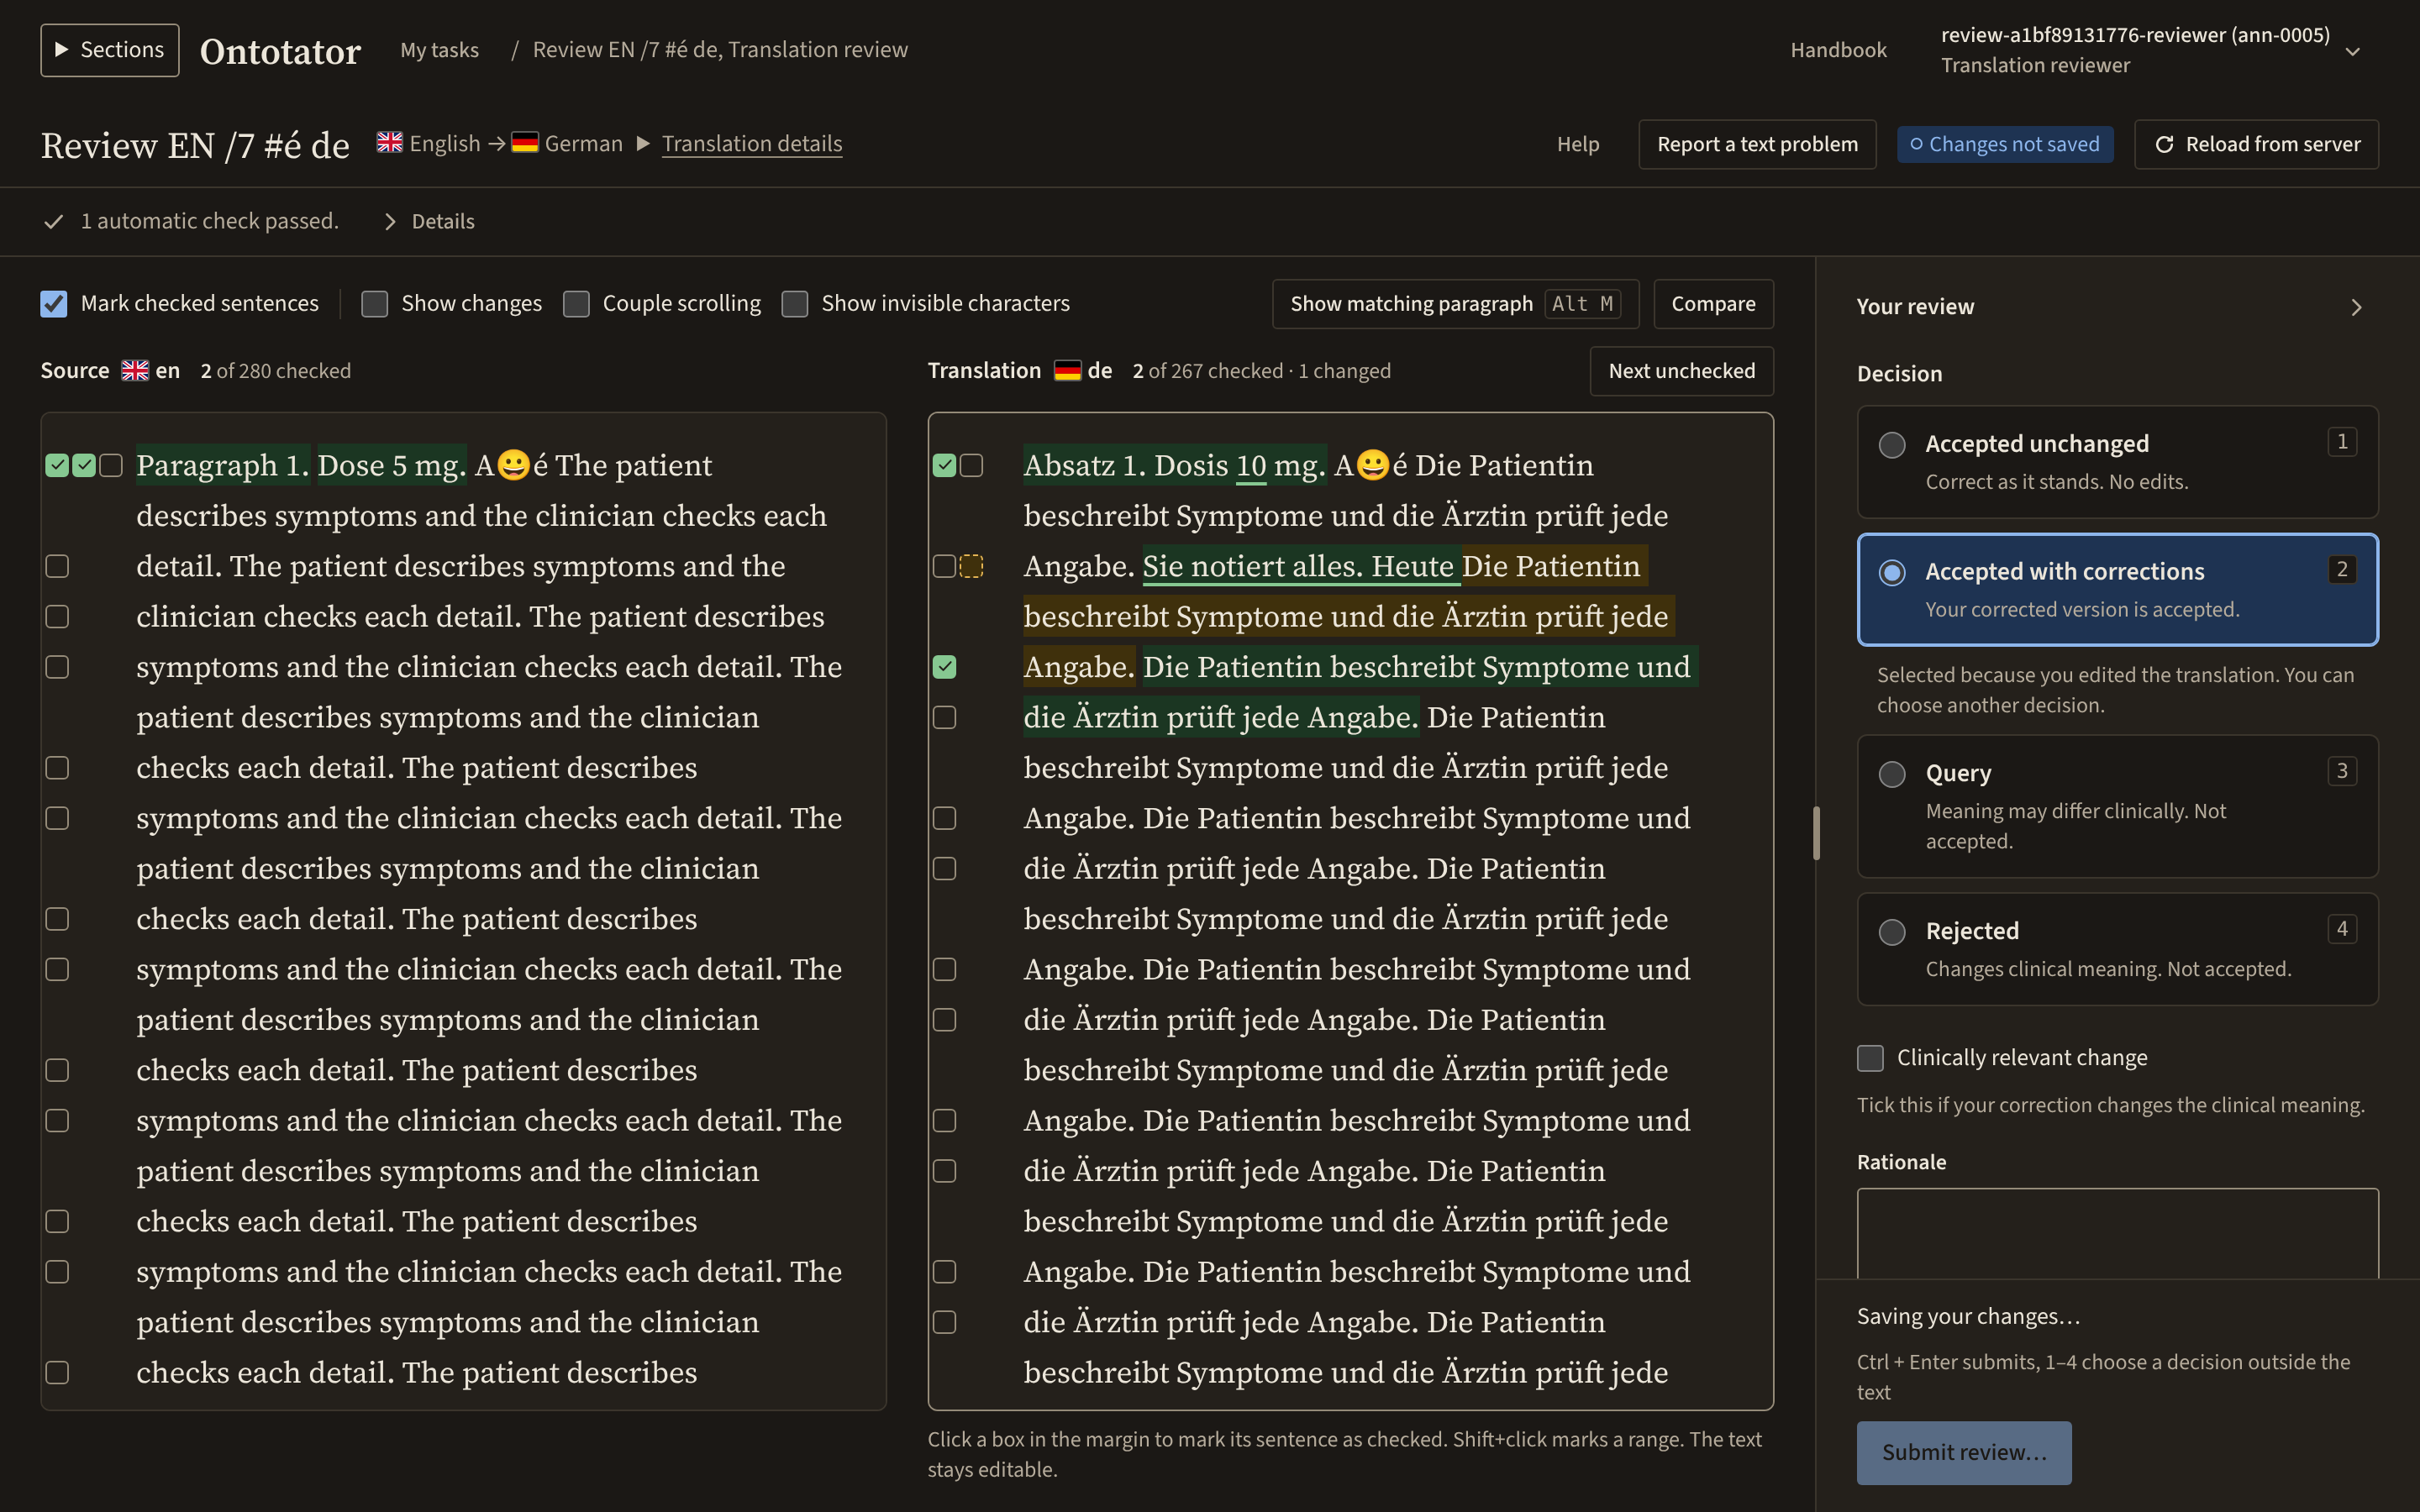 ▶ Sections
Ontotator
My tasks / Review EN /7 #é de, Translation review
Handbook
review-a1bf89131776-reviewer (ann-0005)
Translation reviewer
Review EN /7 #é de
English → German ▶ Translation details
Help
Report a text problem
Changes not saved
Reload from server
1 automatic check passed.
Details
Mark checked sentences
Show changes
Couple scrolling
Show invisible characters
Show matching paragraph Alt M
Compare
Source en 2 of 280 checked
Paragraph 1. Dose 5 mg. A😀é The patient
describes symptoms and the clinician checks each
detail. The patient describes symptoms and the
clinician checks each detail. The patient describes
symptoms and the clinician checks each detail. The
patient describes symptoms and the clinician
checks each detail. The patient describes
symptoms and the clinician checks each detail. The
patient describes symptoms and the clinician
checks each detail. The patient describes
symptoms and the clinician checks each detail. The
patient describes symptoms and the clinician
checks each detail. The patient describes
symptoms and the clinician checks each detail. The
patient describes symptoms and the clinician
checks each detail. The patient describes
symptoms and the clinician checks each detail. The
patient describes symptoms and the clinician
checks each detail. The patient describes
Translation de 2 of 267 checked · 1 changed
Next unchecked
Absatz 1. Dosis 10 mg. A😀é Die Patientin
beschreibt Symptome und die Ärztin prüft jede
Angabe. Sie notiert alles. Heute Die Patientin
beschreibt Symptome und die Ärztin prüft jede
Angabe. Die Patientin beschreibt Symptome und
die Ärztin prüft jede Angabe. Die Patientin
beschreibt Symptome und die Ärztin prüft jede
Angabe. Die Patientin beschreibt Symptome und
die Ärztin prüft jede Angabe. Die Patientin
beschreibt Symptome und die Ärztin prüft jede
Angabe. Die Patientin beschreibt Symptome und
die Ärztin prüft jede Angabe. Die Patientin
beschreibt Symptome und die Ärztin prüft jede
Angabe. Die Patientin beschreibt Symptome und
die Ärztin prüft jede Angabe. Die Patientin
beschreibt Symptome und die Ärztin prüft jede
Angabe. Die Patientin beschreibt Symptome und
die Ärztin prüft jede Angabe. Die Patientin
beschreibt Symptome und die Ärztin prüft jede
Click a box in the margin to mark its sentence as checked. Shift+click marks a range. The text
stays editable.
Your review
Decision
Accepted unchanged 1
Correct as it stands. No edits.
Accepted with corrections 2
Your corrected version is accepted.
Selected because you edited the translation. You can
choose another decision.
Query 3
Meaning may differ clinically. Not
accepted.
Rejected 4
Changes clinical meaning. Not accepted.
Clinically relevant change
Tick this if your correction changes the clinical meaning.
Rationale
Saving your changes…
Ctrl + Enter submits, 1–4 choose a decision outside the
text
Submit review…